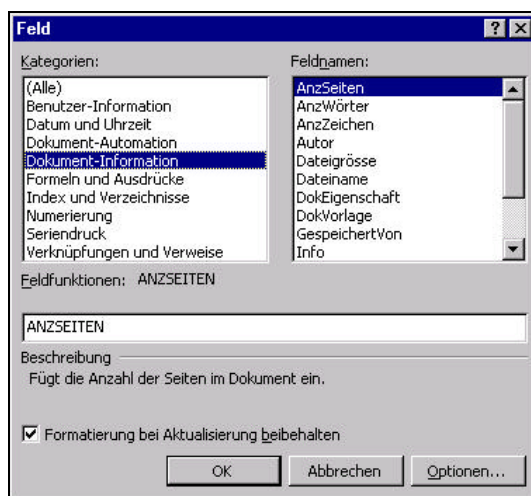 Feld
Kategorien:
Feldnamen:
(Alle)
Benutzer-Information
Datum und Uhrzeit
Dokument-Automation
Dokument-Information
Formeln und Ausdrücke
Index und Verzeichnisse
Numerierung
Seriendruck
Verknüpfungen und Verweise
AnzSeiten
AnzWörter
AnzZeichen
Autor
Dateigrösse
Dateiname
DokEigenschaft
DokVorlage
GespeichertVon
Info
Feldfunktionen: ANZSEITEN
ANZSEITEN
Beschreibung
Fügt die Anzahl der Seiten im Dokument ein.
Formatierung bei Aktualisierung beibehalten
OK
Abbrechen
Optionen...